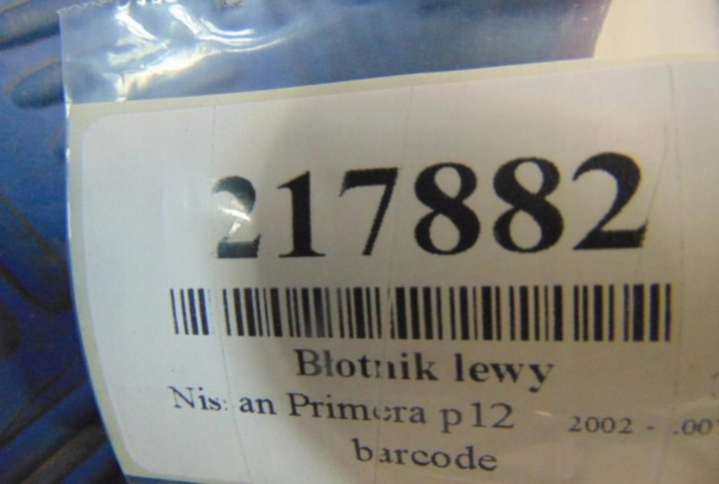 217882
Błotnik lewy
Nissan Primera p12 2002 -
barcode